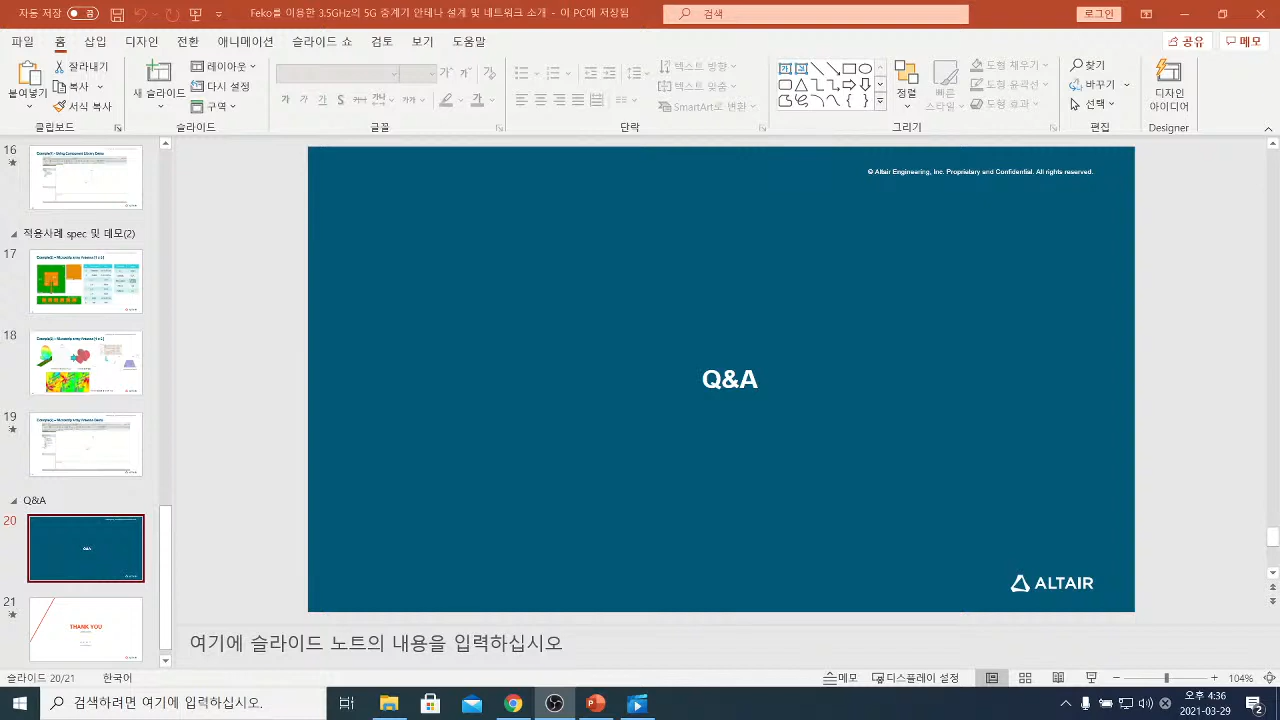 자동 저장
Feko를 이용한 3.5GHz의 5G 중계기 안테나 설계 및 네트워크 소개 - 이 PC에 저장됨
검색
로그인
파일 홈 삽입 디자인 전환 애니메이션 슬라이드 쇼 검토 보기 도움말
공유 메모
붙여
잘라내기
복사
서식 복사
클립보드
새 슬라이드
레이아웃
다시 설정
구역
슬라이드
글꼴
텍스트 방향
텍스트 맞춤
SmartArt로 변환
단락
정렬
빠른
스타일
도형 채우기
도형 윤곽선
도형 효과
그리기
찾기
바꾸기
선택
편집
디자인
아이디어
Designer
16
적용사례 spec 및 데모(2)
17
18
19
Q&A
20
21
THANK YOU
© Altair Engineering, Inc. Proprietary and Confidential. All rights reserved.
Q&A
ALTAIR
여기에 슬라이드 노트의 내용을 입력하십시오
슬라이드 20/21 한국어
메모 디스플레이 설정 104%
검색하려면 여기에 입력하십시오.
오후 4:36
2021-03-29